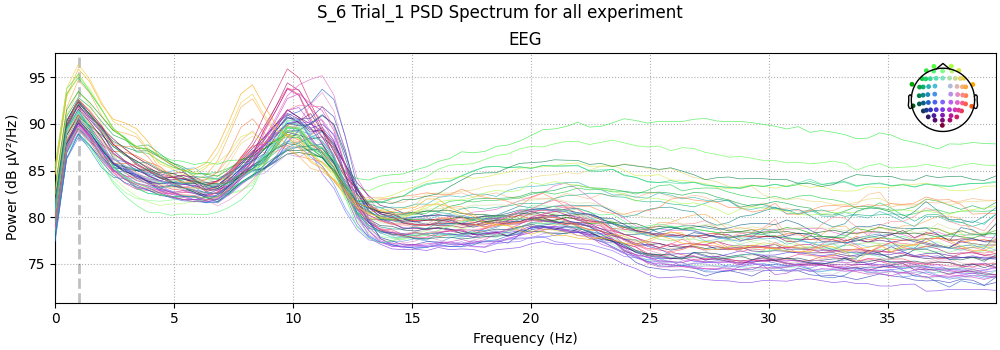 S_6 Trial_1 PSD Spectrum for all experiment
EEG
Power (dB µV²/Hz)
95
90
85
80
75
0 5 10 15 20 25 30 35
Frequency (Hz)